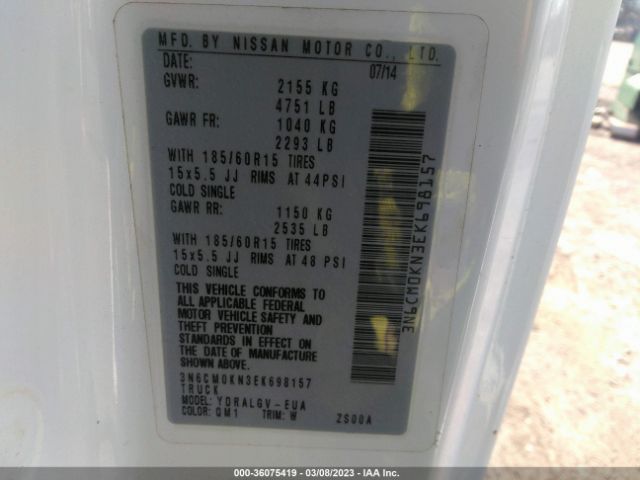 MFD. BY NISSAN MOTOR CO., LTD.
DATE: 07/14
GVWR: 2155 KG
4751 LB
GAWR FR: 1040 KG
2293 LB
WITH 185/60R15 TIRES
15x5.5 JJ RIMS AT 44PSI
COLD SINGLE
GAWR RR: 1150 KG
2535 LB
WITH 185/60R15 TIRES
15x5.5 JJ RIMS AT 48 PSI
COLD SINGLE
THIS VEHICLE CONFORMS TO
ALL APPLICABLE FEDERAL
MOTOR VEHICLE SAFETY AND
THEFT PREVENTION
STANDARDS IN EFFECT ON
THE DATE OF MANUFACTURE
SHOWN ABOVE.
3N6CM0KN3EK698157
TRUCK
MODEL: YDRALGV-EUA
COLOR: QM1 TRIM: W ZS00A
3N6CM0KN3EK698157
000-36075419 - 03/08/2023 - IAA Inc.